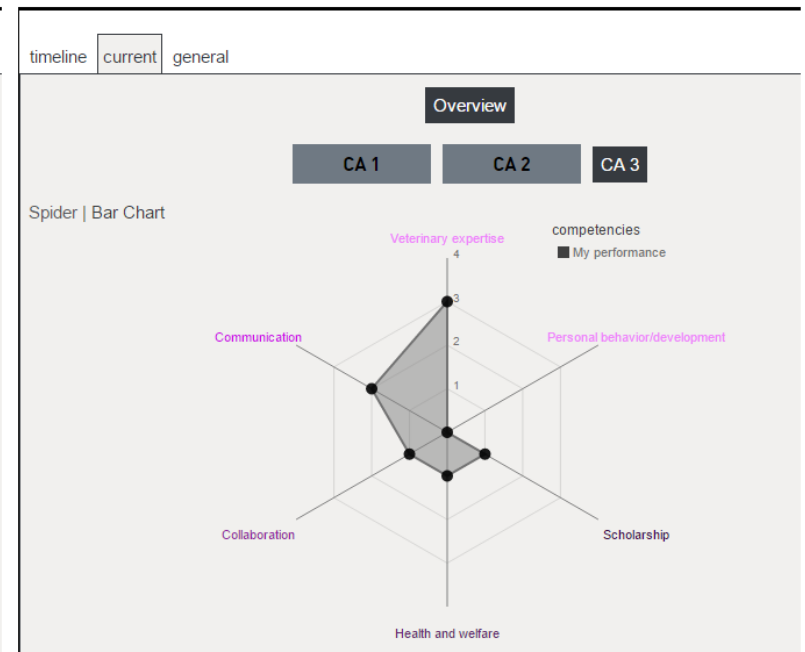 timeline current general
Overview
CA 1 CA 2 CA 3
Spider | Bar Chart
competencies
My performance
Veterinary expertise
4
3
2
1
Communication
Personal behavior/development
Collaboration
Scholarship
Health and welfare